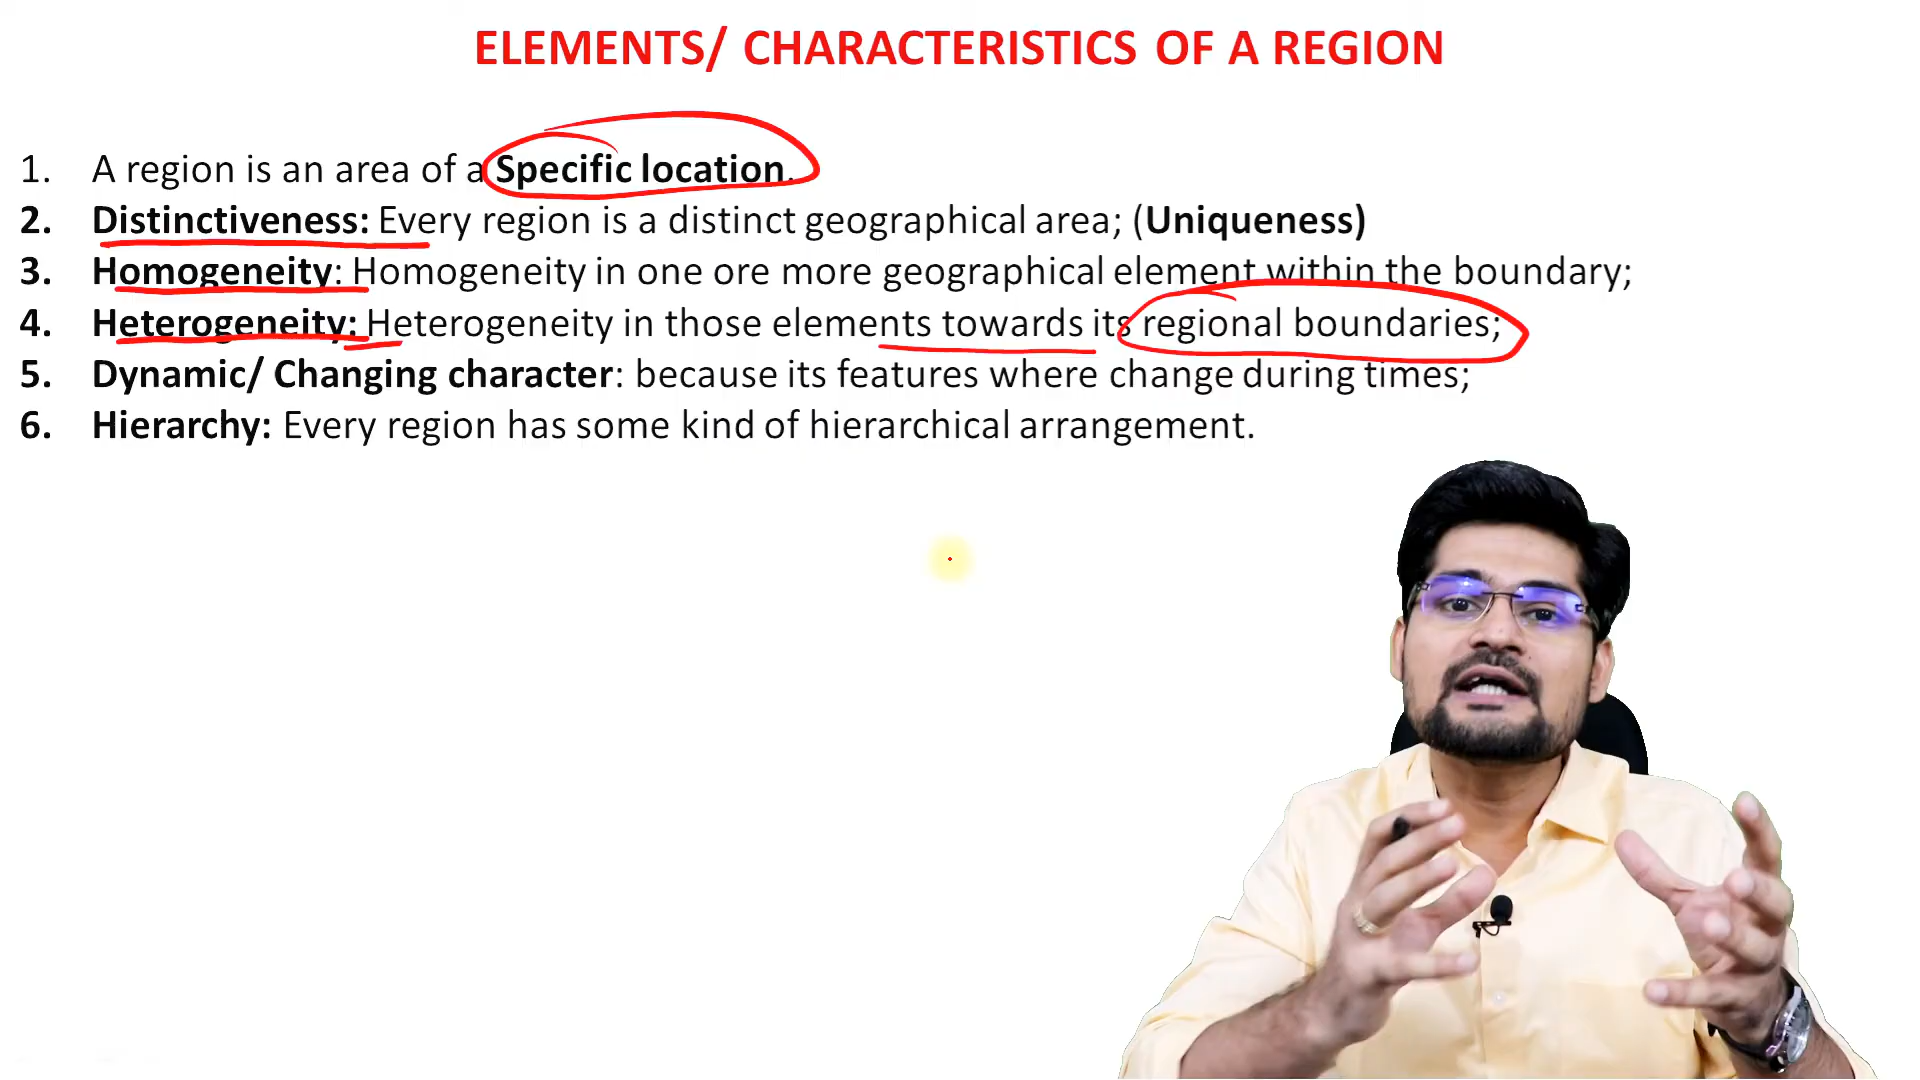 ELEMENTS/ CHARACTERISTICS OF A REGION
1. A region is an area of a Specific location.
2. Distinctiveness: Every region is a distinct geographical area; (Uniqueness)
3. Homogeneity: Homogeneity in one ore more geographical element within the boundary;
4. Heterogeneity: Heterogeneity in those elements towards its regional boundaries;
5. Dynamic/ Changing character: because its features where change during times;
6. Hierarchy: Every region has some kind of hierarchical arrangement.